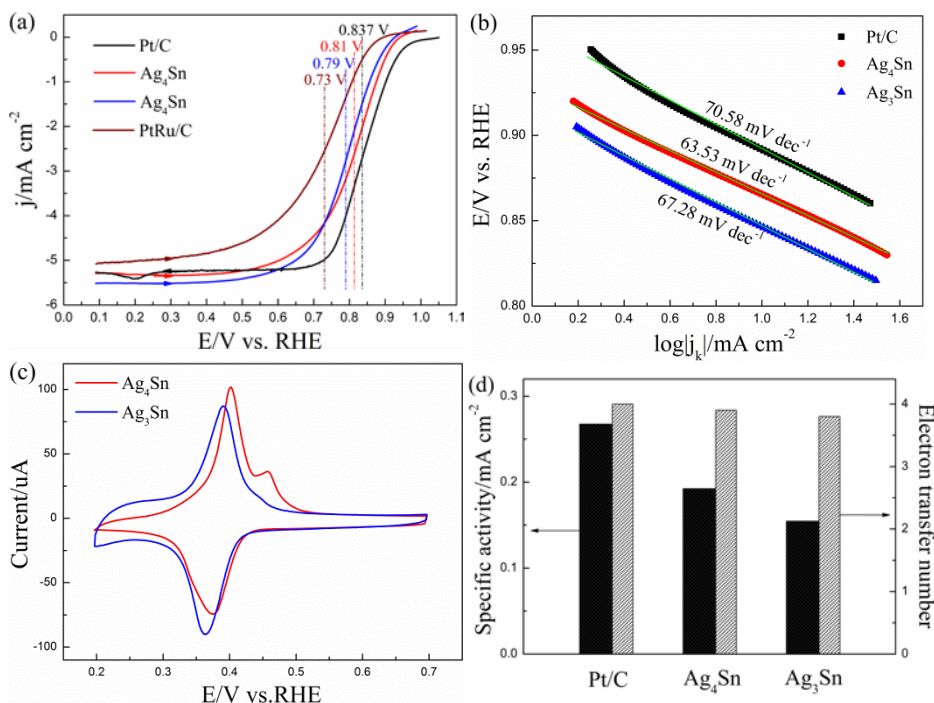 (a)
Pt/C
Ag4Sn
Ag4Sn
PtRu/C
0.837 V
0.81 V
0.79 V
0.73 V
0
-1
-2
-3
-4
-5
-6
j/mA cm-2
0.0 0.1 0.2 0.3 0.4 0.5 0.6 0.7 0.8 0.9 1.0 1.1
E/V vs. RHE
(b)
Pt/C
Ag4Sn
Ag3Sn
70.58 mV dec-1
63.53 mV dec-1
67.28 mV dec-1
0.95
0.90
0.85
0.80
E/V vs. RHE
0.0 0.2 0.4 0.6 0.8 1.0 1.2 1.4 1.6
log|jk|/mA cm-2
(c)
Ag4Sn
Ag3Sn
100
50
0
-50
-100
Current/uA
0.2 0.3 0.4 0.5 0.6 0.7
E/V vs.RHE
(d)
0.3
0.2
0.1
0.0
Specific activity/mA cm-2
4
3
2
1
0
Electron transfer number
Pt/C Ag4Sn Ag3Sn